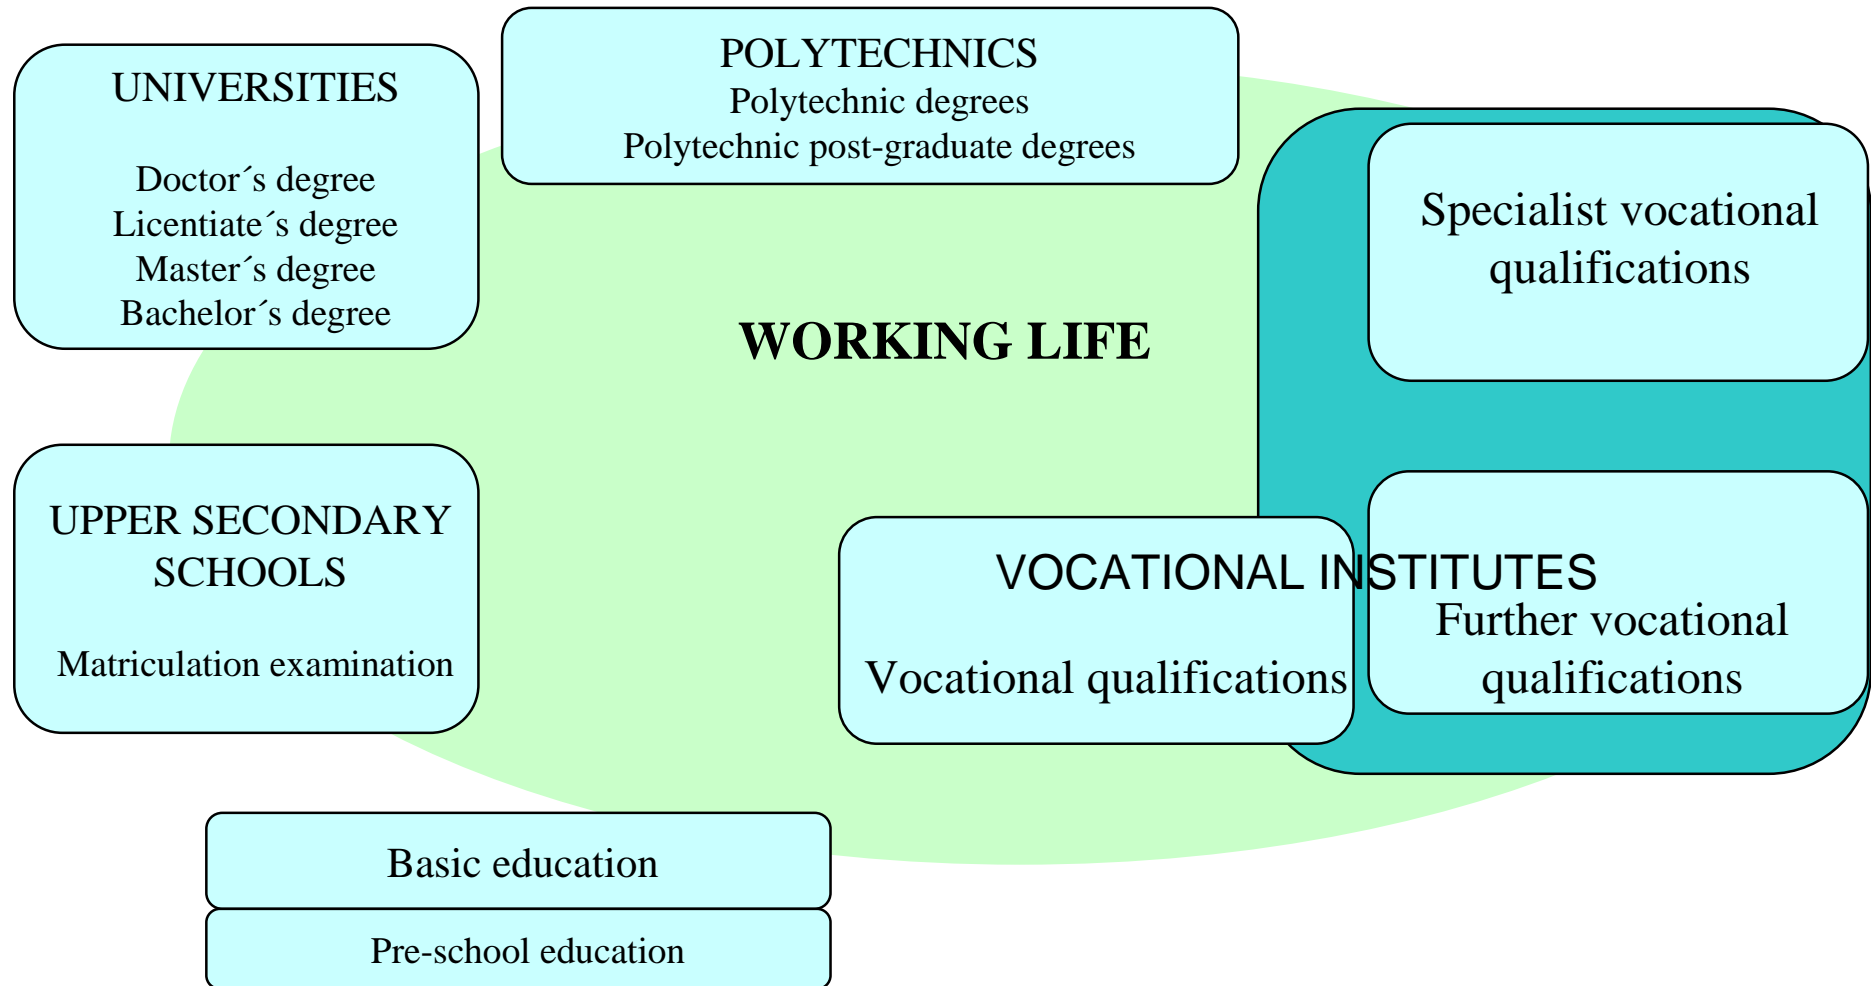 POLYTECHNICS
Polytechnic degrees
Polytechnic post-graduate degrees
UNIVERSITIES
Doctor´s degree
Licentiate´s degree
Master´s degree
Bachelor´s degree
Specialist vocational
qualifications
WORKING LIFE
UPPER SECONDARY
SCHOOLS
Matriculation examination
VOCATIONAL INSTITUTES
Vocational qualifications
Further vocational
qualifications
Basic education
Pre-school education